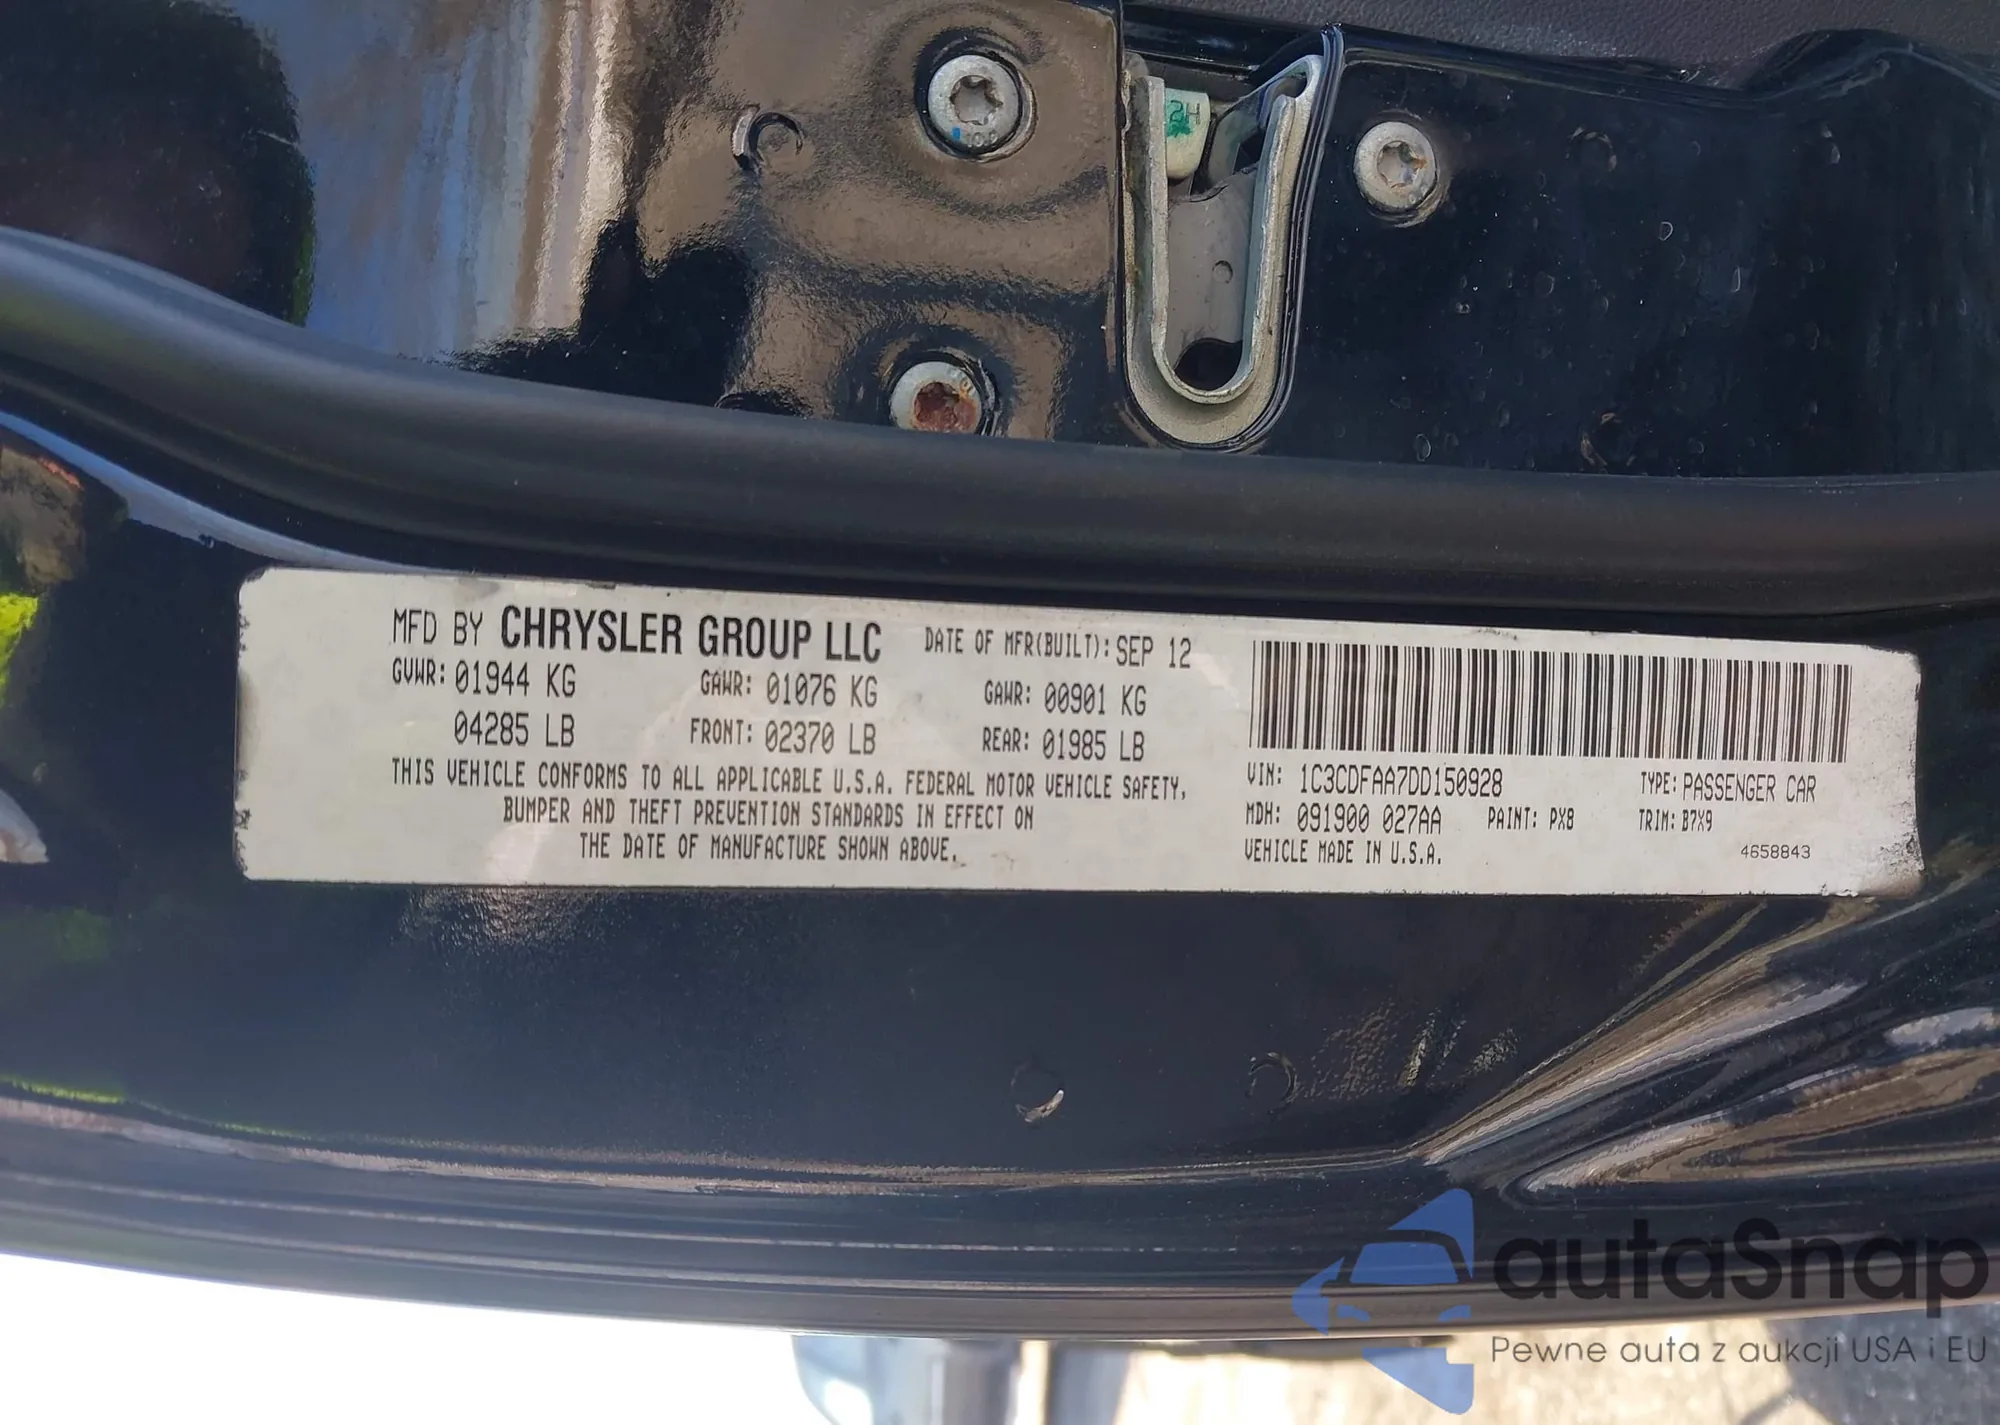 2H
MFD BY CHRYSLER GROUP LLC DATE OF MFR(BUILT): SEP 12
GVWR: 01944 KG GAWR: 01076 KG GAWR: 00901 KG
04285 LB FRONT: 02370 LB REAR: 01985 LB
THIS VEHICLE CONFORMS TO ALL APPLICABLE U.S.A. FEDERAL MOTOR VEHICLE SAFETY,
BUMPER AND THEFT PREVENTION STANDARDS IN EFFECT ON
THE DATE OF MANUFACTURE SHOWN ABOVE.
VIN: 1C3CDFAA7DD150928 TYPE: PASSENGER CAR
MDH: 091900 027AA PAINT: PX8 TRIM: B7X9
VEHICLE MADE IN U.S.A. 4658843
autaSnap
Pewne auta z aukcji USA i EU